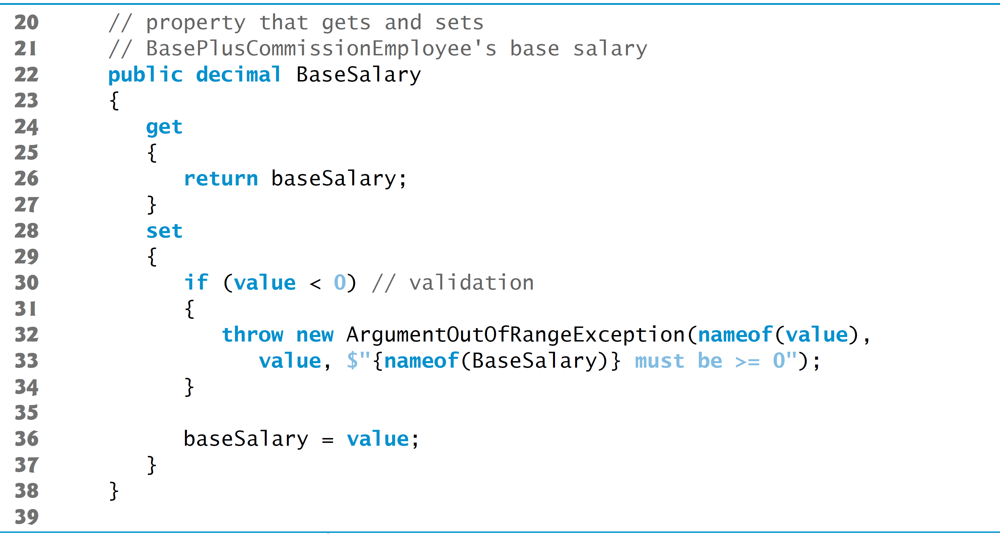 20 // property that gets and sets
21 // BasePlusCommissionEmployee's base salary
22 public decimal BaseSalary
23 {
24 get
25 {
26 return baseSalary;
27 }
28 set
29 {
30 if (value < 0) // validation
31 {
32 throw new ArgumentOutOfRangeException(nameof(value),
33 value, $"{nameof(BaseSalary)} must be >= 0");
34 }
35
36 baseSalary = value;
37 }
38 }
39